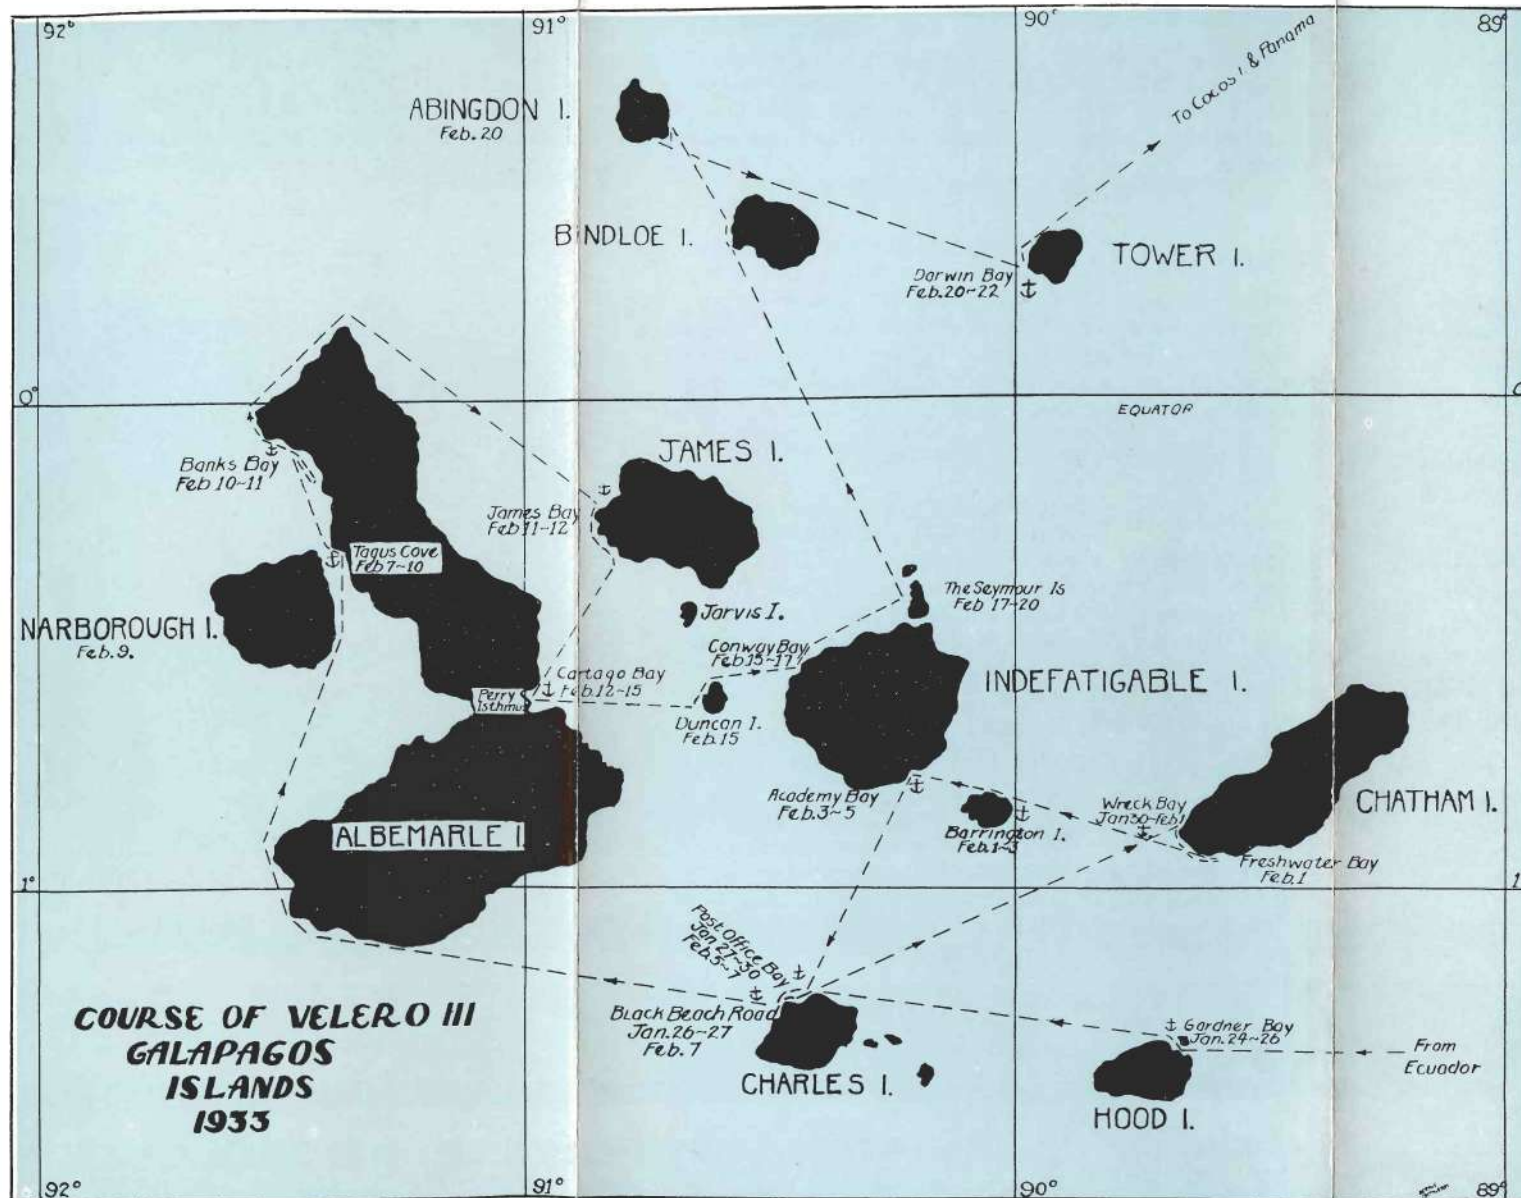 92°
91°
90°
89°
To Cocos I. & Panama
ABINGDON I.
Feb. 20
BINDLOE I.
TOWER I.
Darwin Bay
Feb. 20~22
0°
EQUATOR
Banks Bay
Feb 10~11
JAMES I.
James Bay
Feb 11~12
Tagus Cove
Feb 7~10
NARBOROUGH I.
Feb. 9.
Jarvis I.
The Seymour Is
Feb 17~20
Conway Bay
Feb. 15~17
INDEFATIGABLE I.
Cartago Bay
Feb. 12~15
Perry
Isthmus
Duncan I.
Feb. 15
Academy Bay
Feb. 3~5
Barrington I.
Feb. 1~3
Wreck Bay
Jan 30~Feb 1
CHATHAM I.
Freshwater Bay
Feb. 1
ALBEMARLE I.
1°
1
Post Office Bay
Jan 27~30
Feb. 5~7
Black Beach Road
Jan. 26~27
Feb. 7
CHARLES I.
Gardner Bay
Jan. 24~26
From
Ecuador
HOOD I.
COURSE OF VELERO III
GALAPAGOS
ISLANDS
1933
92°
91°
90°
89°